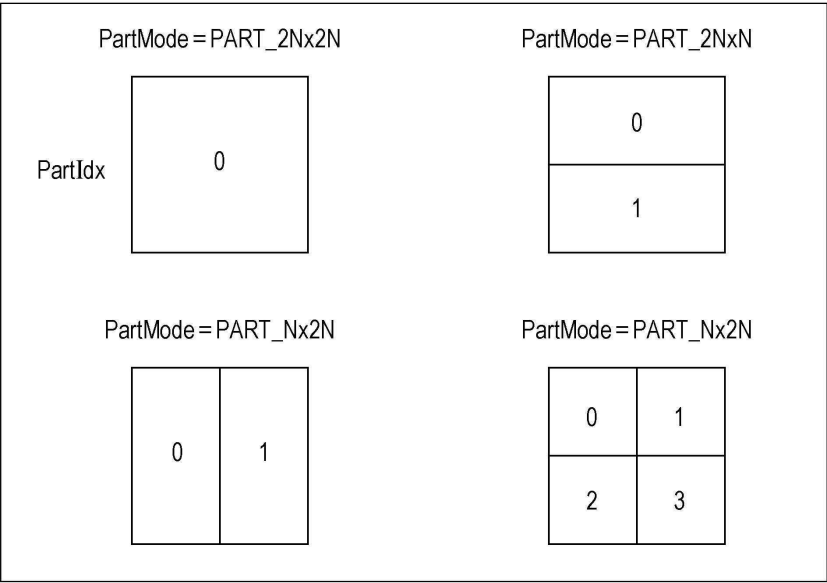 PartMode = PART_2Nx2N
PartMode = PART_2NxN
PartIdx
0
0
1
PartMode = PART_Nx2N
PartMode = PART_Nx2N
0 1
0 1
2 3